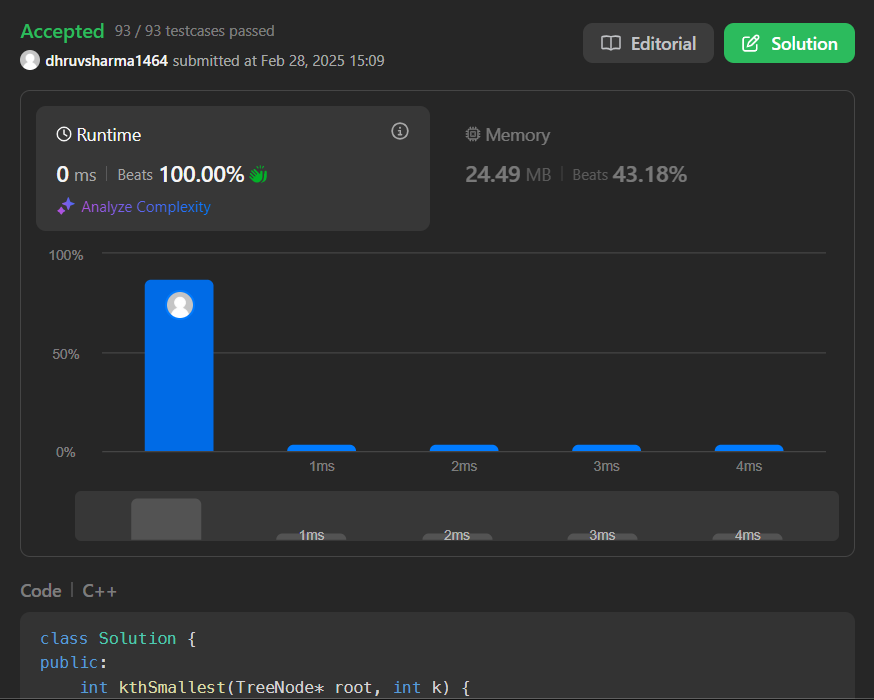 Accepted 93 / 93 testcases passed
dhruvsharma1464 submitted at Feb 28, 2025 15:09
Editorial
Solution
Runtime
0 ms | Beats 100.00%
Analyze Complexity
Memory
24.49 MB | Beats 43.18%
100%
50%
0%
1ms 2ms 3ms 4ms
1ms 2ms 3ms 4ms
Code | C++
class Solution {
public:
    int kthSmallest(TreeNode* root, int k) {